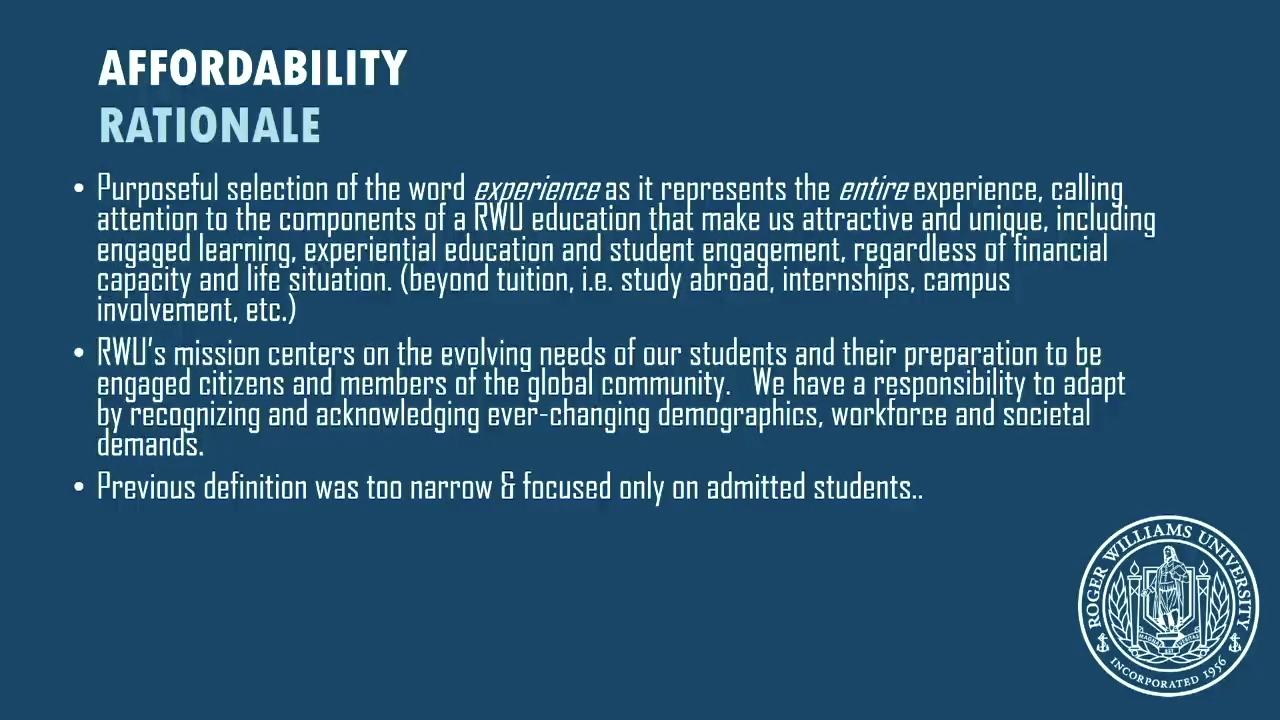 AFFORDABILITY
RATIONALE
• Purposeful selection of the word experience as it represents the entire experience, calling
attention to the components of a RWU education that make us attractive and unique, including
engaged learning, experiential education and student engagement, regardless of financial
capacity and life situation. (beyond tuition, i.e. study abroad, internships, campus
involvement, etc.)
• RWU's mission centers on the evolving needs of our students and their preparation to be
engaged citizens and members of the global community.   We have a responsibility to adapt
by recognizing and acknowledging ever-changing demographics, workforce and societal
demands.
• Previous definition was too narrow & focused only on admitted students..
ROGER WILLIAMS UNIVERSITY
INCORPORATED 1956